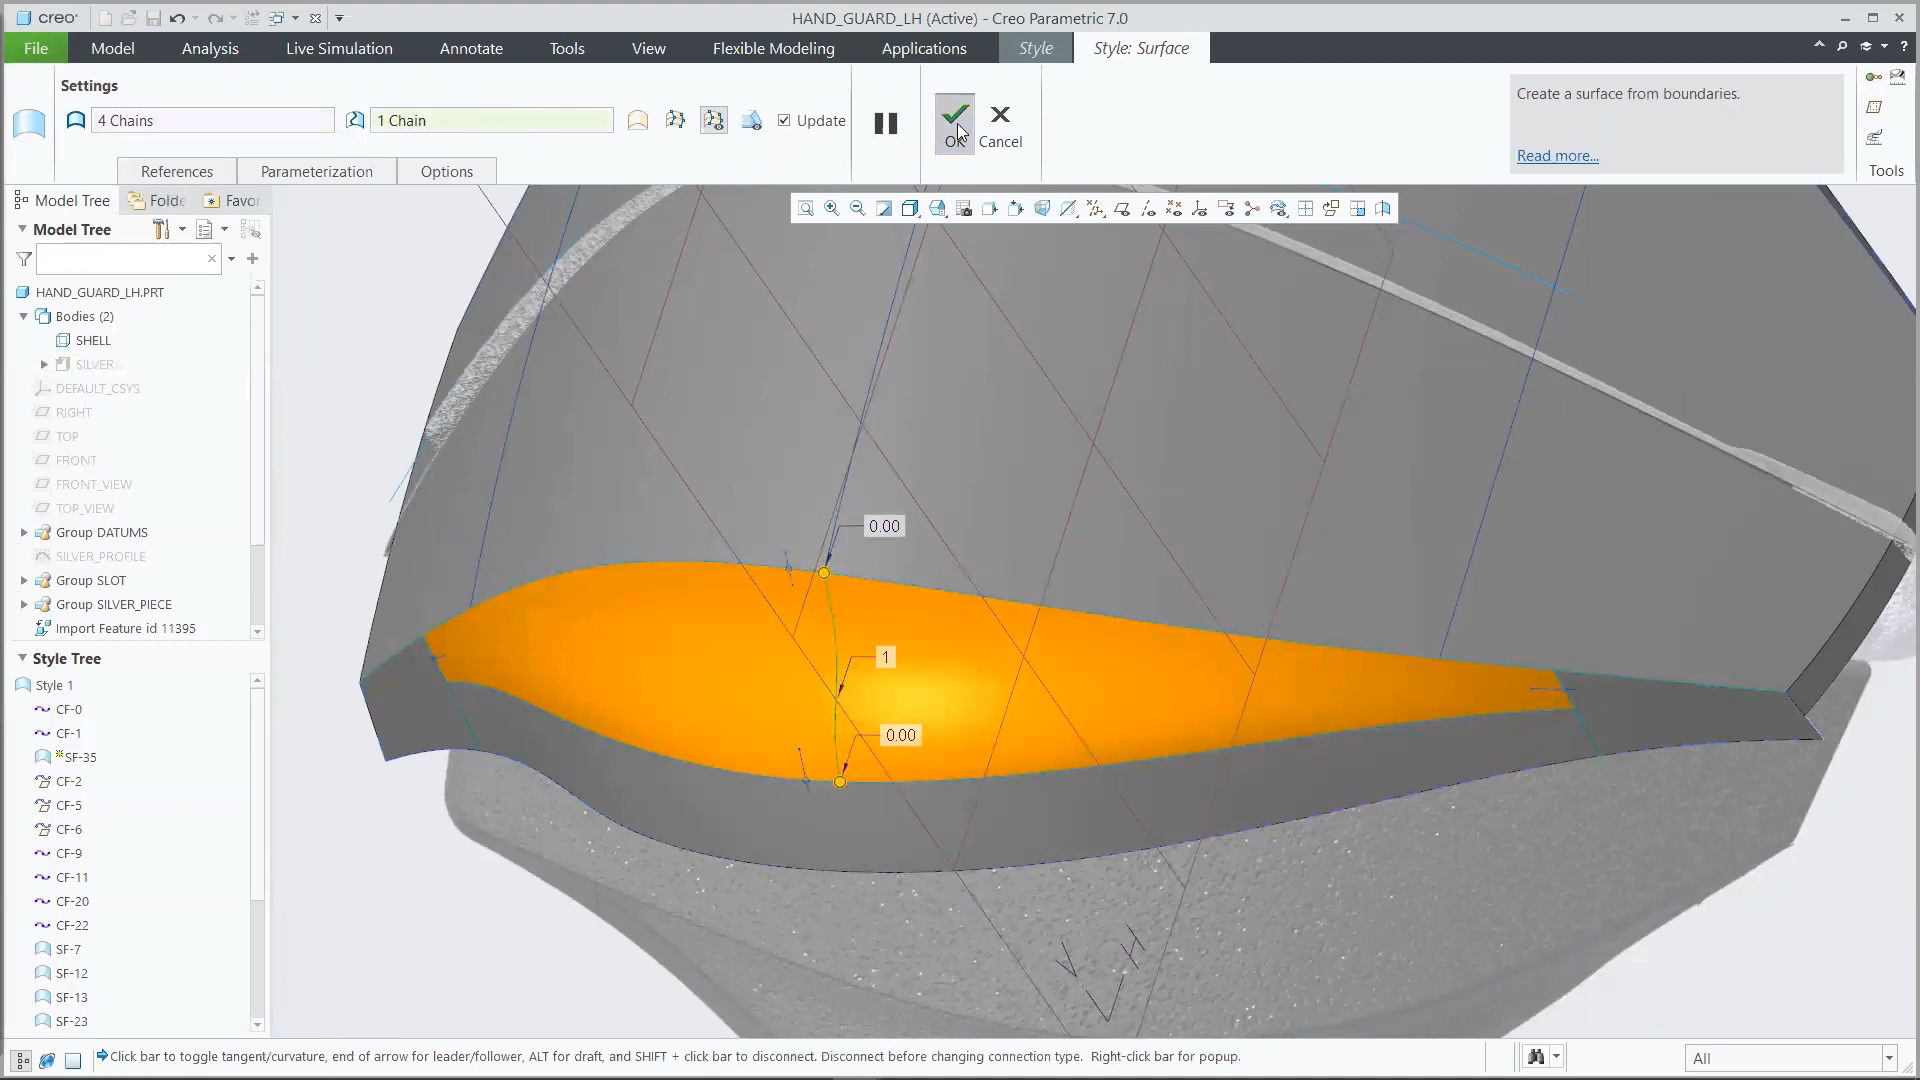 creo
HAND_GUARD_LH (Active) - Creo Parametric 7.0
File
Model
Analysis
Live Simulation
Annotate
Tools
View
Flexible Modeling
Applications
Style
Style: Surface
Settings
4 Chains
1 Chain
Update
OK
Cancel
Create a surface from boundaries.
Read more...
Tools
References
Parameterization
Options
Model Tree
Folde
Favor
Model Tree
HAND_GUARD_LH.PRT
Bodies (2)
SHELL
SILVER
DEFAULT_CSYS
RIGHT
TOP
FRONT
FRONT_VIEW
TOP_VIEW
Group DATUMS
SILVER_PROFILE
Group SLOT
Group SILVER_PIECE
Import Feature id 11395
Style Tree
Style 1
CF-0
CF-1
SF-35
CF-2
CF-5
CF-6
CF-9
CF-11
CF-20
CF-22
SF-7
SF-12
SF-13
SF-23
0.00
1
0.00
Click bar to toggle tangent/curvature, end of arrow for leader/follower, ALT for draft, and SHIFT + click bar to disconnect. Disconnect before changing connection type. Right-click bar for popup.
All